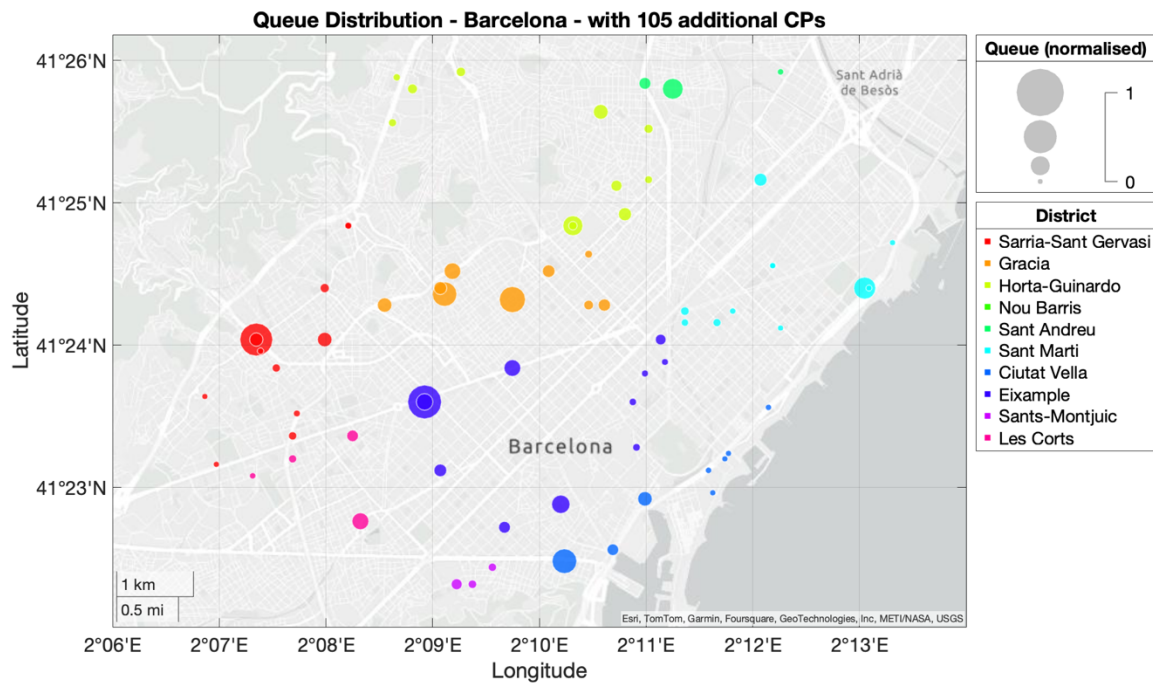 Queue Distribution - Barcelona - with 105 additional CPs
41°26'N
41°25'N
41°24'N
41°23'N
Latitude
Sant Adrià
de Besòs
Barcelona
1 km
0.5 mi
Esri, TomTom, Garmin, Foursquare, GeoTechnologies, Inc, METI/NASA, USGS
2°06'E 2°07'E 2°08'E 2°09'E 2°10'E 2°11'E 2°12'E 2°13'E
Longitude
Queue (normalised)
1
0
District
Sarria-Sant Gervasi
Gracia
Horta-Guinardo
Nou Barris
Sant Andreu
Sant Marti
Ciutat Vella
Eixample
Sants-Montjuic
Les Corts